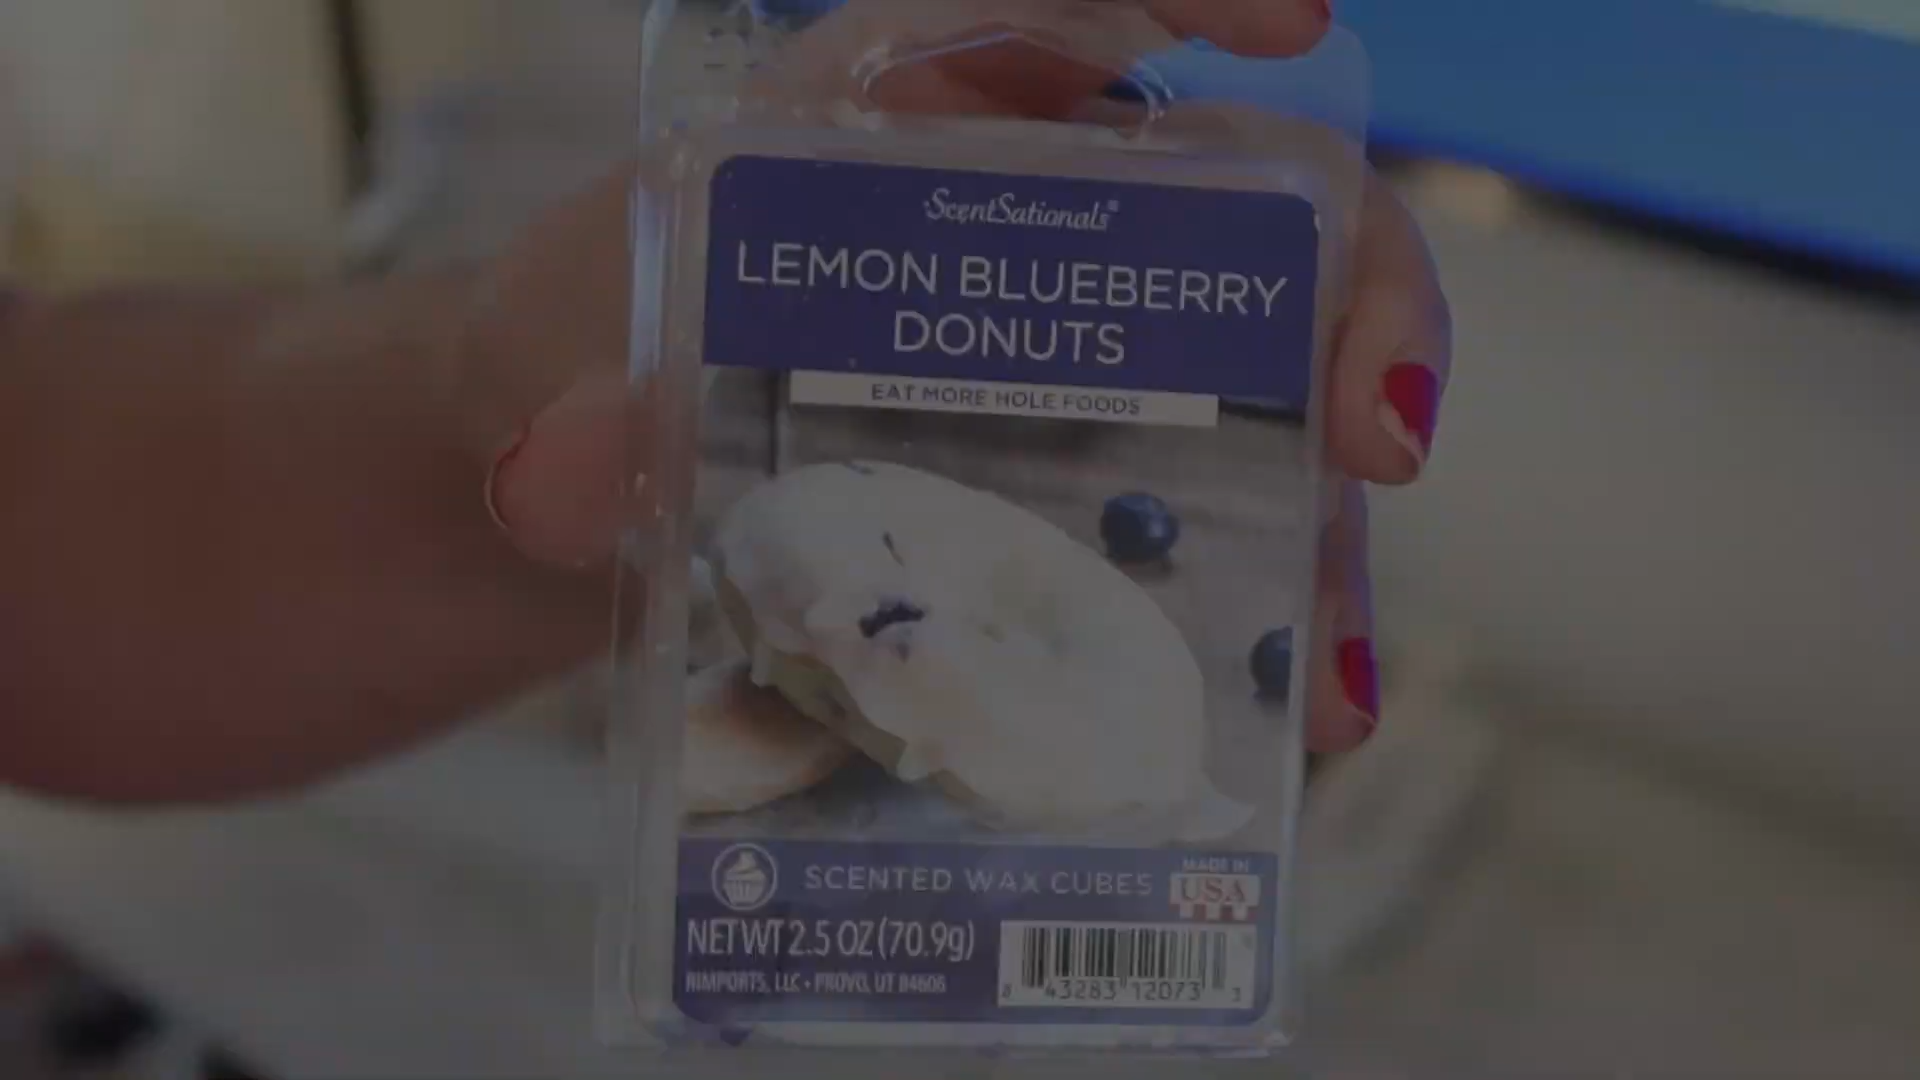 ScentSationals®
LEMON BLUEBERRY
DONUTS
EAT MORE HOLE FOODS
SCENTED WAX CUBES
MADE IN
USA
NET WT 2.5 OZ (70.9g)
RIMPORTS, LLC • PROVO, UT 84606
8 43283 12073 3